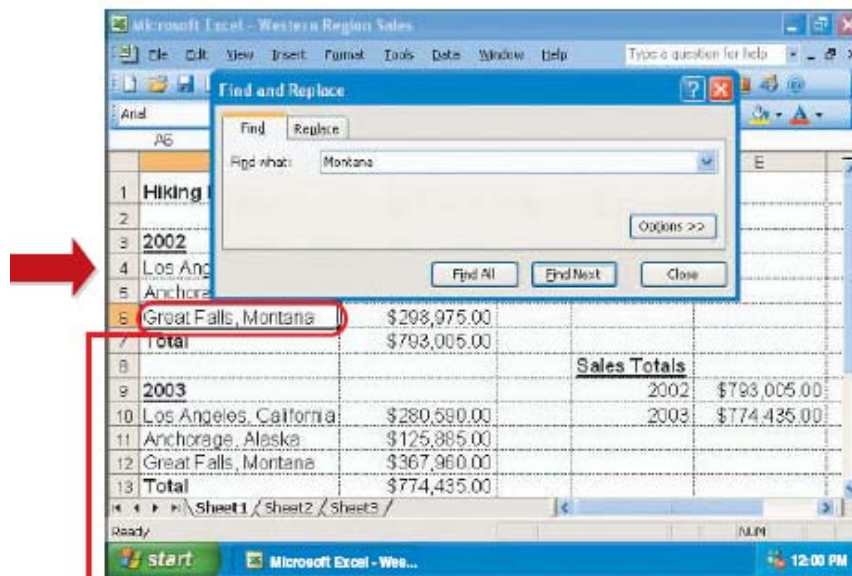 Microsoft Excel - Western Region Sales
File Edit View Insert Format Tools Data Window Help Type a question for help
Find and Replace
Arial
Find Replace
A6
Find what: Montana
E
1 Hiking
2
Options >>
3 2002
4 Los Ang
Find All Find Next Close
5 Anchora
6 Great Falls, Montana $298,975.00
7 Total $793,005.00
8 Sales Totals
9 2003 2002 $793,005.00
10 Los Angeles, California $280,590.00 2003 $774,435.00
11 Anchorage, Alaska $125,885.00
12 Great Falls, Montana $367,960.00
13 Total $774,435.00
Sheet1 Sheet2 Sheet3
Ready NUM
start Microsoft Excel - Wes... 12:00 PM